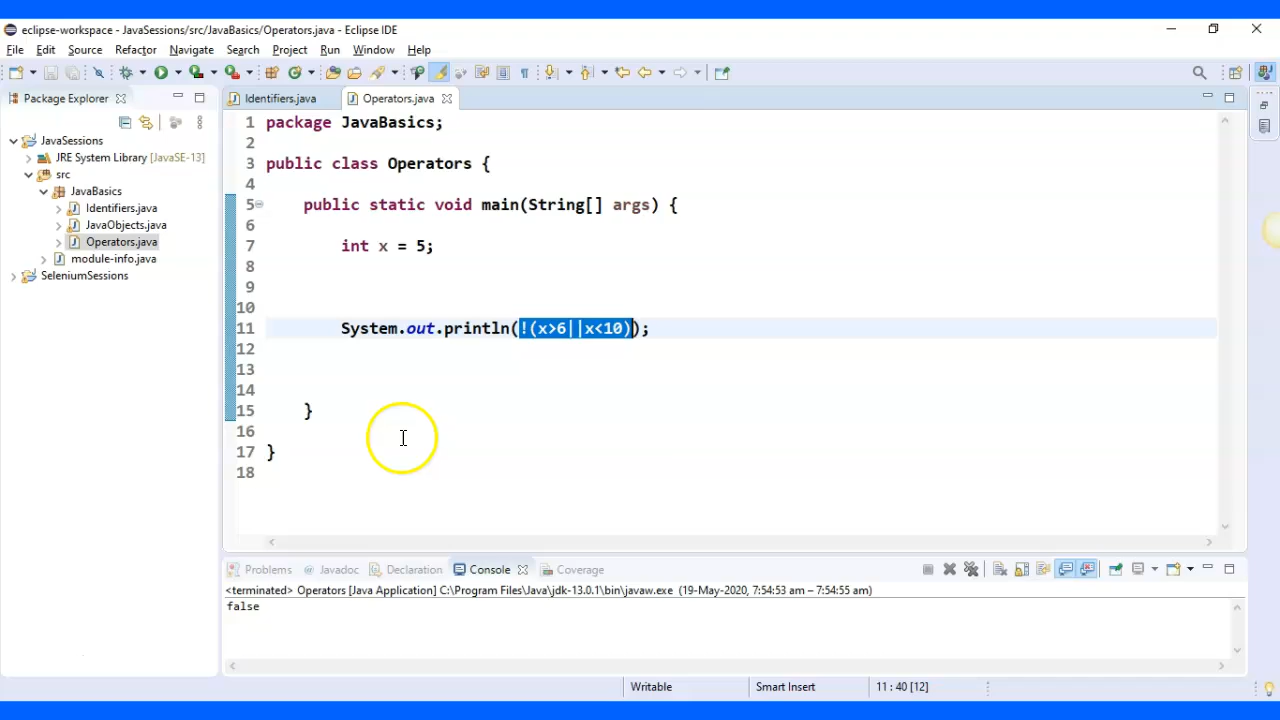 eclipse-workspace - JavaSessions/src/JavaBasics/Operators.java - Eclipse IDE
File Edit Source Refactor Navigate Search Project Run Window Help
Package Explorer
JavaSessions
JRE System Library [JavaSE-13]
src
JavaBasics
Identifiers.java
JavaObjects.java
Operators.java
module-info.java
SeleniumSessions
Identifiers.java Operators.java
1 package JavaBasics;
2
3 public class Operators {
4
5 public static void main(String[] args) {
6
7 int x = 5;
8
9
10
11 System.out.println(!(x>6||x<10));
12
13
14
15 }
16
17 }
18
Problems Javadoc Declaration Console Coverage
<terminated> Operators [Java Application] C:\Program Files\Java\jdk-13.0.1\bin\javaw.exe (19-May-2020, 7:54:53 am – 7:54:55 am)
false
Writable Smart Insert 11 : 40 [12]